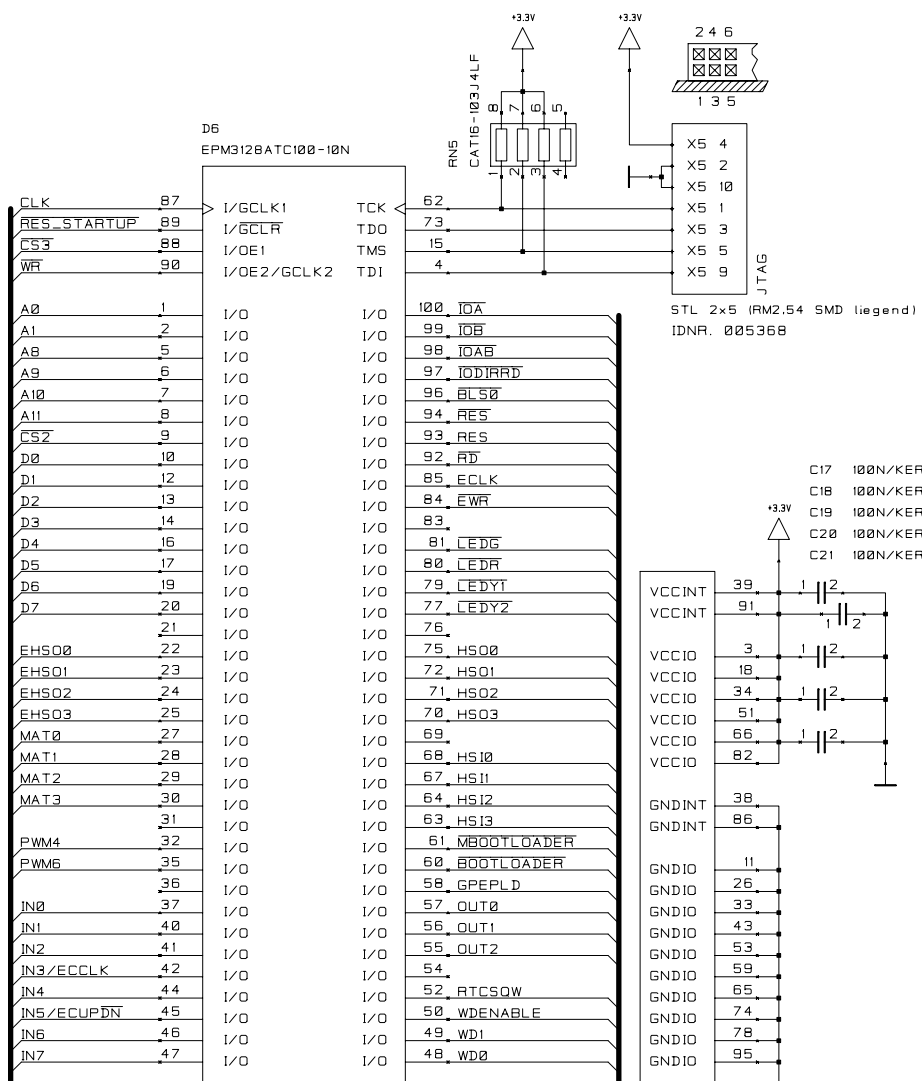 +3.3V
+3.3V
2 4 6
1 3 5
RN5
CAT16-103J4LF
8 7 6 5
1 2 3 4
D6
EPM3128ATC100-10N
X5 4
X5 2
X5 10
X5 1
X5 3
X5 5
X5 9
JTAG
STL 2x5 (RM2,54 SMD liegend)
IDNR. 005368
CLK 87 I/GCLK1 TCK 62
RES_STARTUP 89 I/GCLR TDO 73
CS3 88 I/OE1 TMS 15
WR 90 I/OE2/GCLK2 TDI 4
A0 1 I/O I/O 100 IOA
A1 2 I/O I/O 99 IOB
A8 5 I/O I/O 98 IOAB
A9 6 I/O I/O 97 IODIRRD
A10 7 I/O I/O 96 BLS0
A11 8 I/O I/O 94 RES
CS2 9 I/O I/O 93 RES
D0 10 I/O I/O 92 RD
D1 12 I/O I/O 85 ECLK
D2 13 I/O I/O 84 EWR
D3 14 I/O I/O 83
D4 16 I/O I/O 81 LEDG
D5 17 I/O I/O 80 LEDR
D6 19 I/O I/O 79 LEDY1
D7 20 I/O I/O 77 LEDY2
21 I/O I/O 76
EHSO0 22 I/O I/O 75 HSO0
EHSO1 23 I/O I/O 72 HSO1
EHSO2 24 I/O I/O 71 HSO2
EHSO3 25 I/O I/O 70 HSO3
MAT0 27 I/O I/O 69
MAT1 28 I/O I/O 68 HSI0
MAT2 29 I/O I/O 67 HSI1
MAT3 30 I/O I/O 64 HSI2
31 I/O I/O 63 HSI3
PWM4 32 I/O I/O 61 MBOOTLOADER
PWM6 35 I/O I/O 60 BOOTLOADER
36 I/O I/O 58 GPEPLD
IN0 37 I/O I/O 57 OUT0
IN1 40 I/O I/O 56 OUT1
IN2 41 I/O I/O 55 OUT2
IN3/ECCLK 42 I/O I/O 54
IN4 44 I/O I/O 52 RTCSQW
IN5/ECUPDN 45 I/O I/O 50 WDENABLE
IN6 46 I/O I/O 49 WD1
IN7 47 I/O I/O 48 WD0
C17 100N/KER
C18 100N/KER
C19 100N/KER
C20 100N/KER
C21 100N/KER
+3.3V
VCCINT 39 1 2
VCCINT 91 1 2
VCCIO 3 1 2
VCCIO 18
VCCIO 34 1 2
VCCIO 51
VCCIO 66 1 2
VCCIO 82
GNDINT 38
GNDINT 86
GNDIO 11
GNDIO 26
GNDIO 33
GNDIO 43
GNDIO 53
GNDIO 59
GNDIO 65
GNDIO 74
GNDIO 78
GNDIO 95